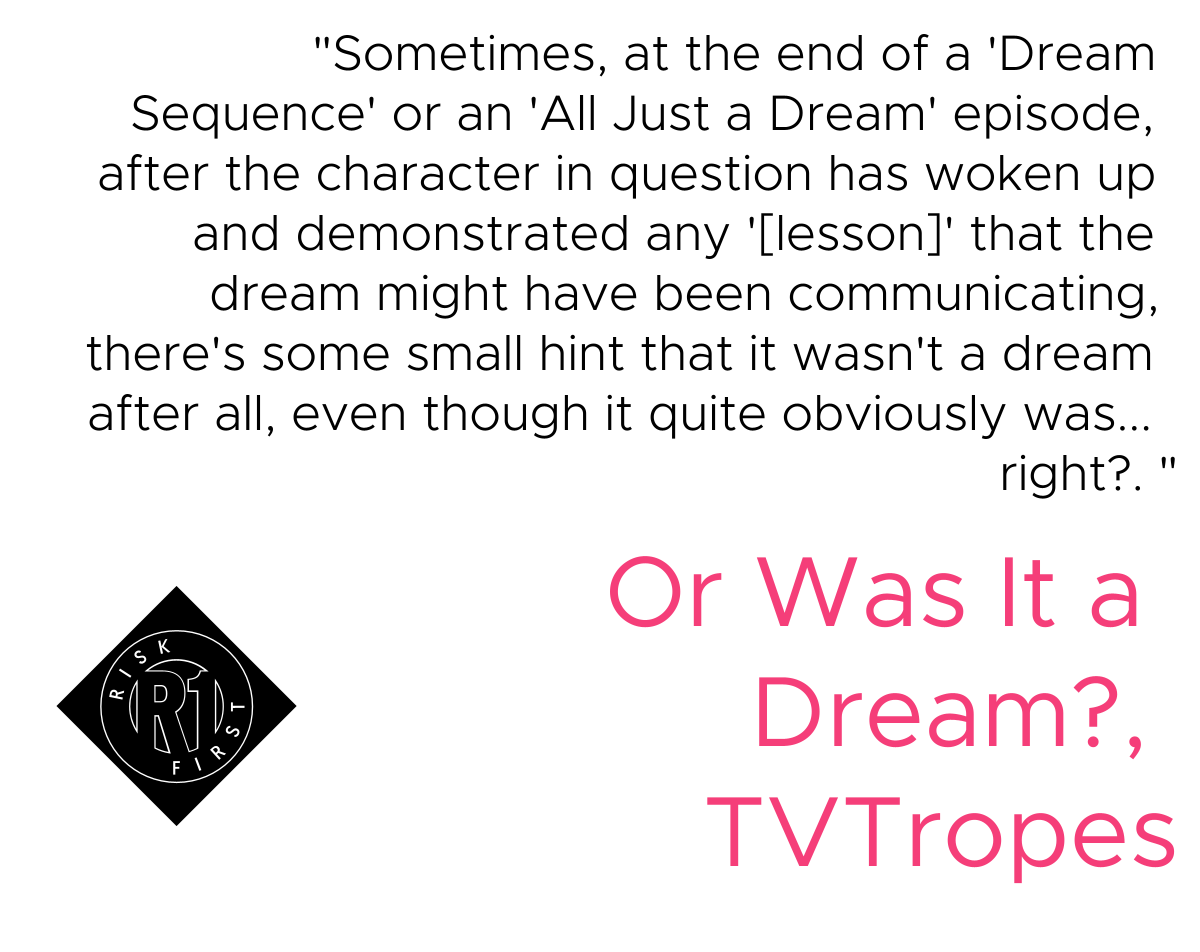 "Sometimes, at the end of a 'Dream
Sequence' or an 'All Just a Dream' episode,
after the character in question has woken up
and demonstrated any '[lesson]' that the
dream might have been communicating,
there's some small hint that it wasn't a dream
after all, even though it quite obviously was...
right?. "
Or Was It a
Dream?,
TVTropes
RISK
R1
FIRST